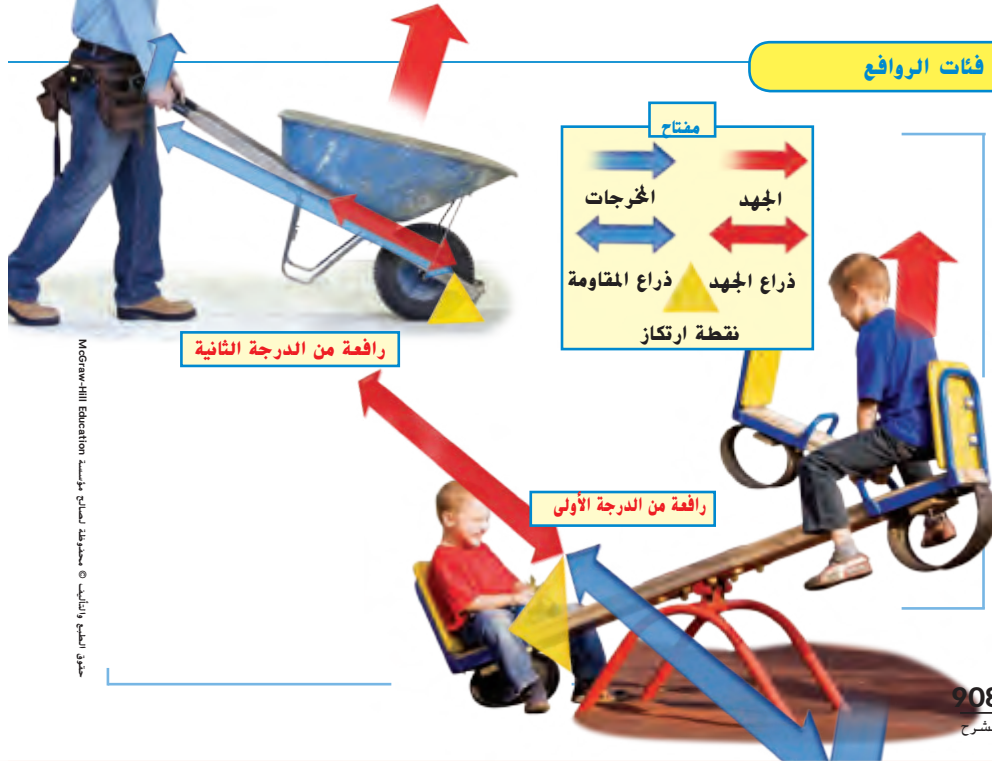 فئات الروافع
مفتاح
الجهد
المخرجات
ذراع الجهد
ذراع المقاومة
نقطة ارتكاز
رافعة من الدرجة الثانية
رافعة من الدرجة الأولى
حقوق الطبع والتأليف © محفوظة لصالح مؤسسة McGraw-Hill Education
908